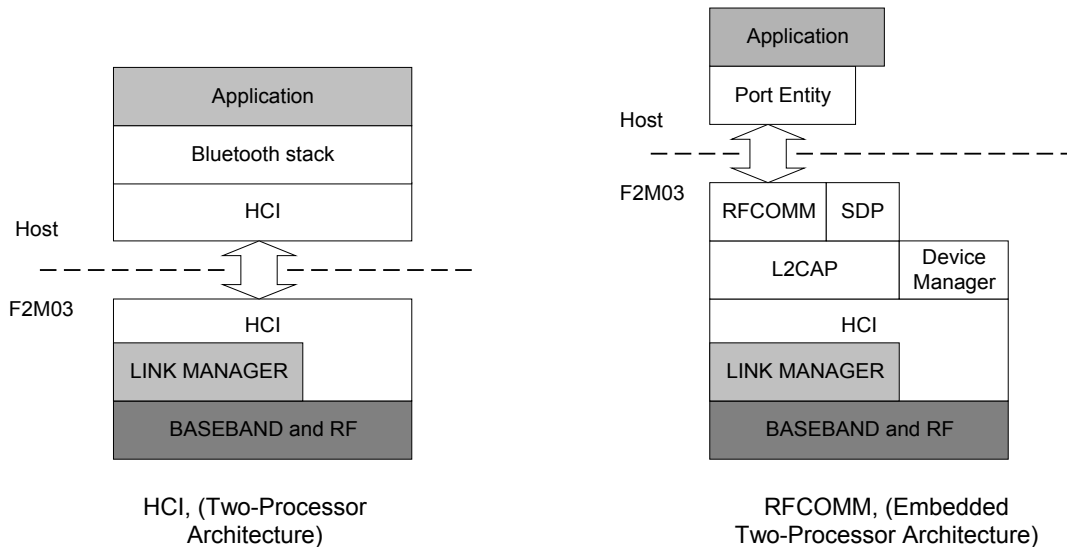 Application
Bluetooth stack
HCI
Host
F2M03
HCI
LINK MANAGER
BASEBAND and RF
HCI, (Two-Processor
Architecture)
Application
Port Entity
Host
F2M03
RFCOMM
SDP
L2CAP
Device
Manager
HCI
LINK MANAGER
BASEBAND and RF
RFCOMM, (Embedded
Two-Processor Architecture)